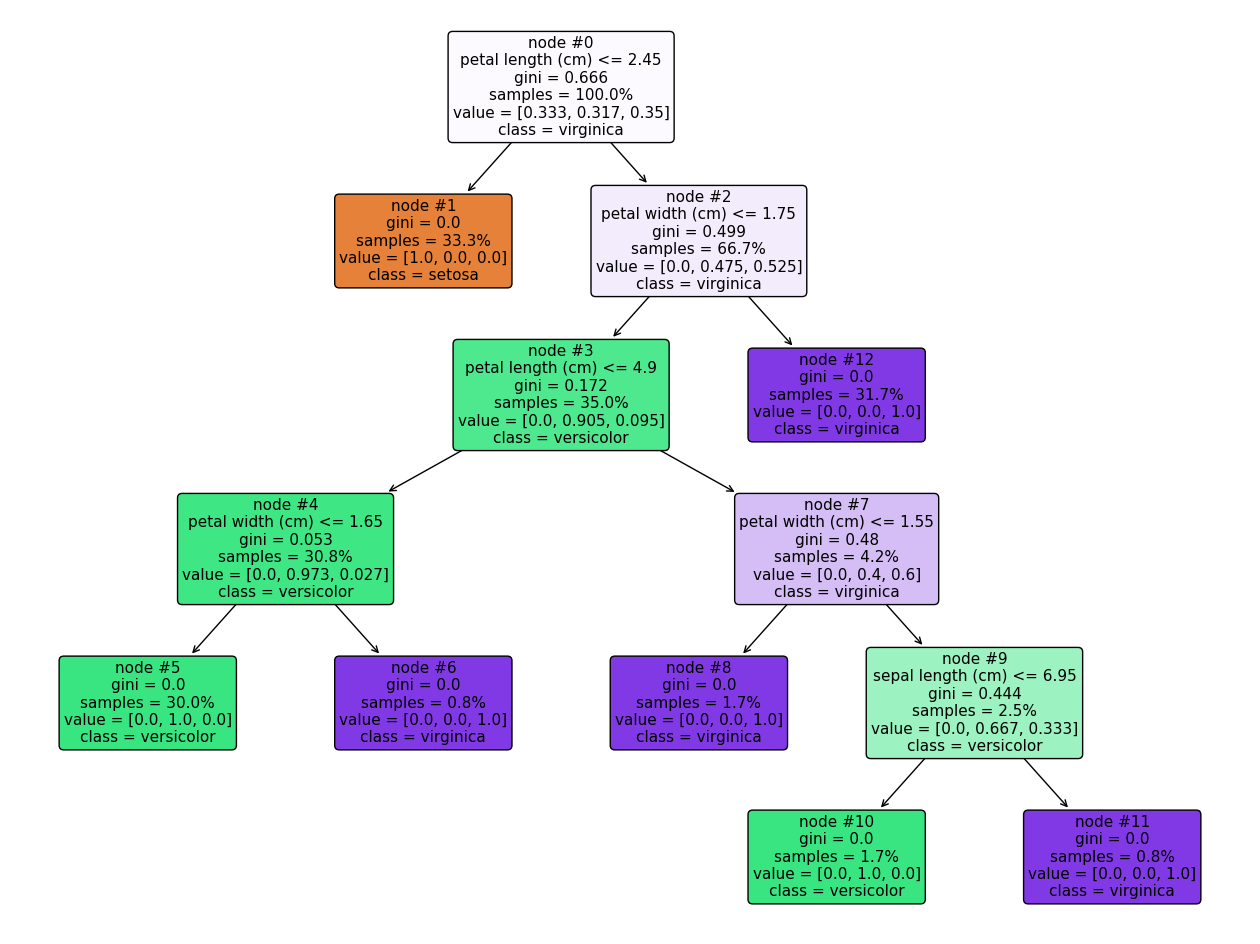 node #0
petal length (cm) <= 2.45
gini = 0.666
samples = 100.0%
value = [0.333, 0.317, 0.35]
class = virginica
node #1
gini = 0.0
samples = 33.3%
value = [1.0, 0.0, 0.0]
class = setosa
node #2
petal width (cm) <= 1.75
gini = 0.499
samples = 66.7%
value = [0.0, 0.475, 0.525]
class = virginica
node #3
petal length (cm) <= 4.9
gini = 0.172
samples = 35.0%
value = [0.0, 0.905, 0.095]
class = versicolor
node #12
gini = 0.0
samples = 31.7%
value = [0.0, 0.0, 1.0]
class = virginica
node #4
petal width (cm) <= 1.65
gini = 0.053
samples = 30.8%
value = [0.0, 0.973, 0.027]
class = versicolor
node #7
petal width (cm) <= 1.55
gini = 0.48
samples = 4.2%
value = [0.0, 0.4, 0.6]
class = virginica
node #5
gini = 0.0
samples = 30.0%
value = [0.0, 1.0, 0.0]
class = versicolor
node #6
gini = 0.0
samples = 0.8%
value = [0.0, 0.0, 1.0]
class = virginica
node #8
gini = 0.0
samples = 1.7%
value = [0.0, 0.0, 1.0]
class = virginica
node #9
sepal length (cm) <= 6.95
gini = 0.444
samples = 2.5%
value = [0.0, 0.667, 0.333]
class = versicolor
node #10
gini = 0.0
samples = 1.7%
value = [0.0, 1.0, 0.0]
class = versicolor
node #11
gini = 0.0
samples = 0.8%
value = [0.0, 0.0, 1.0]
class = virginica